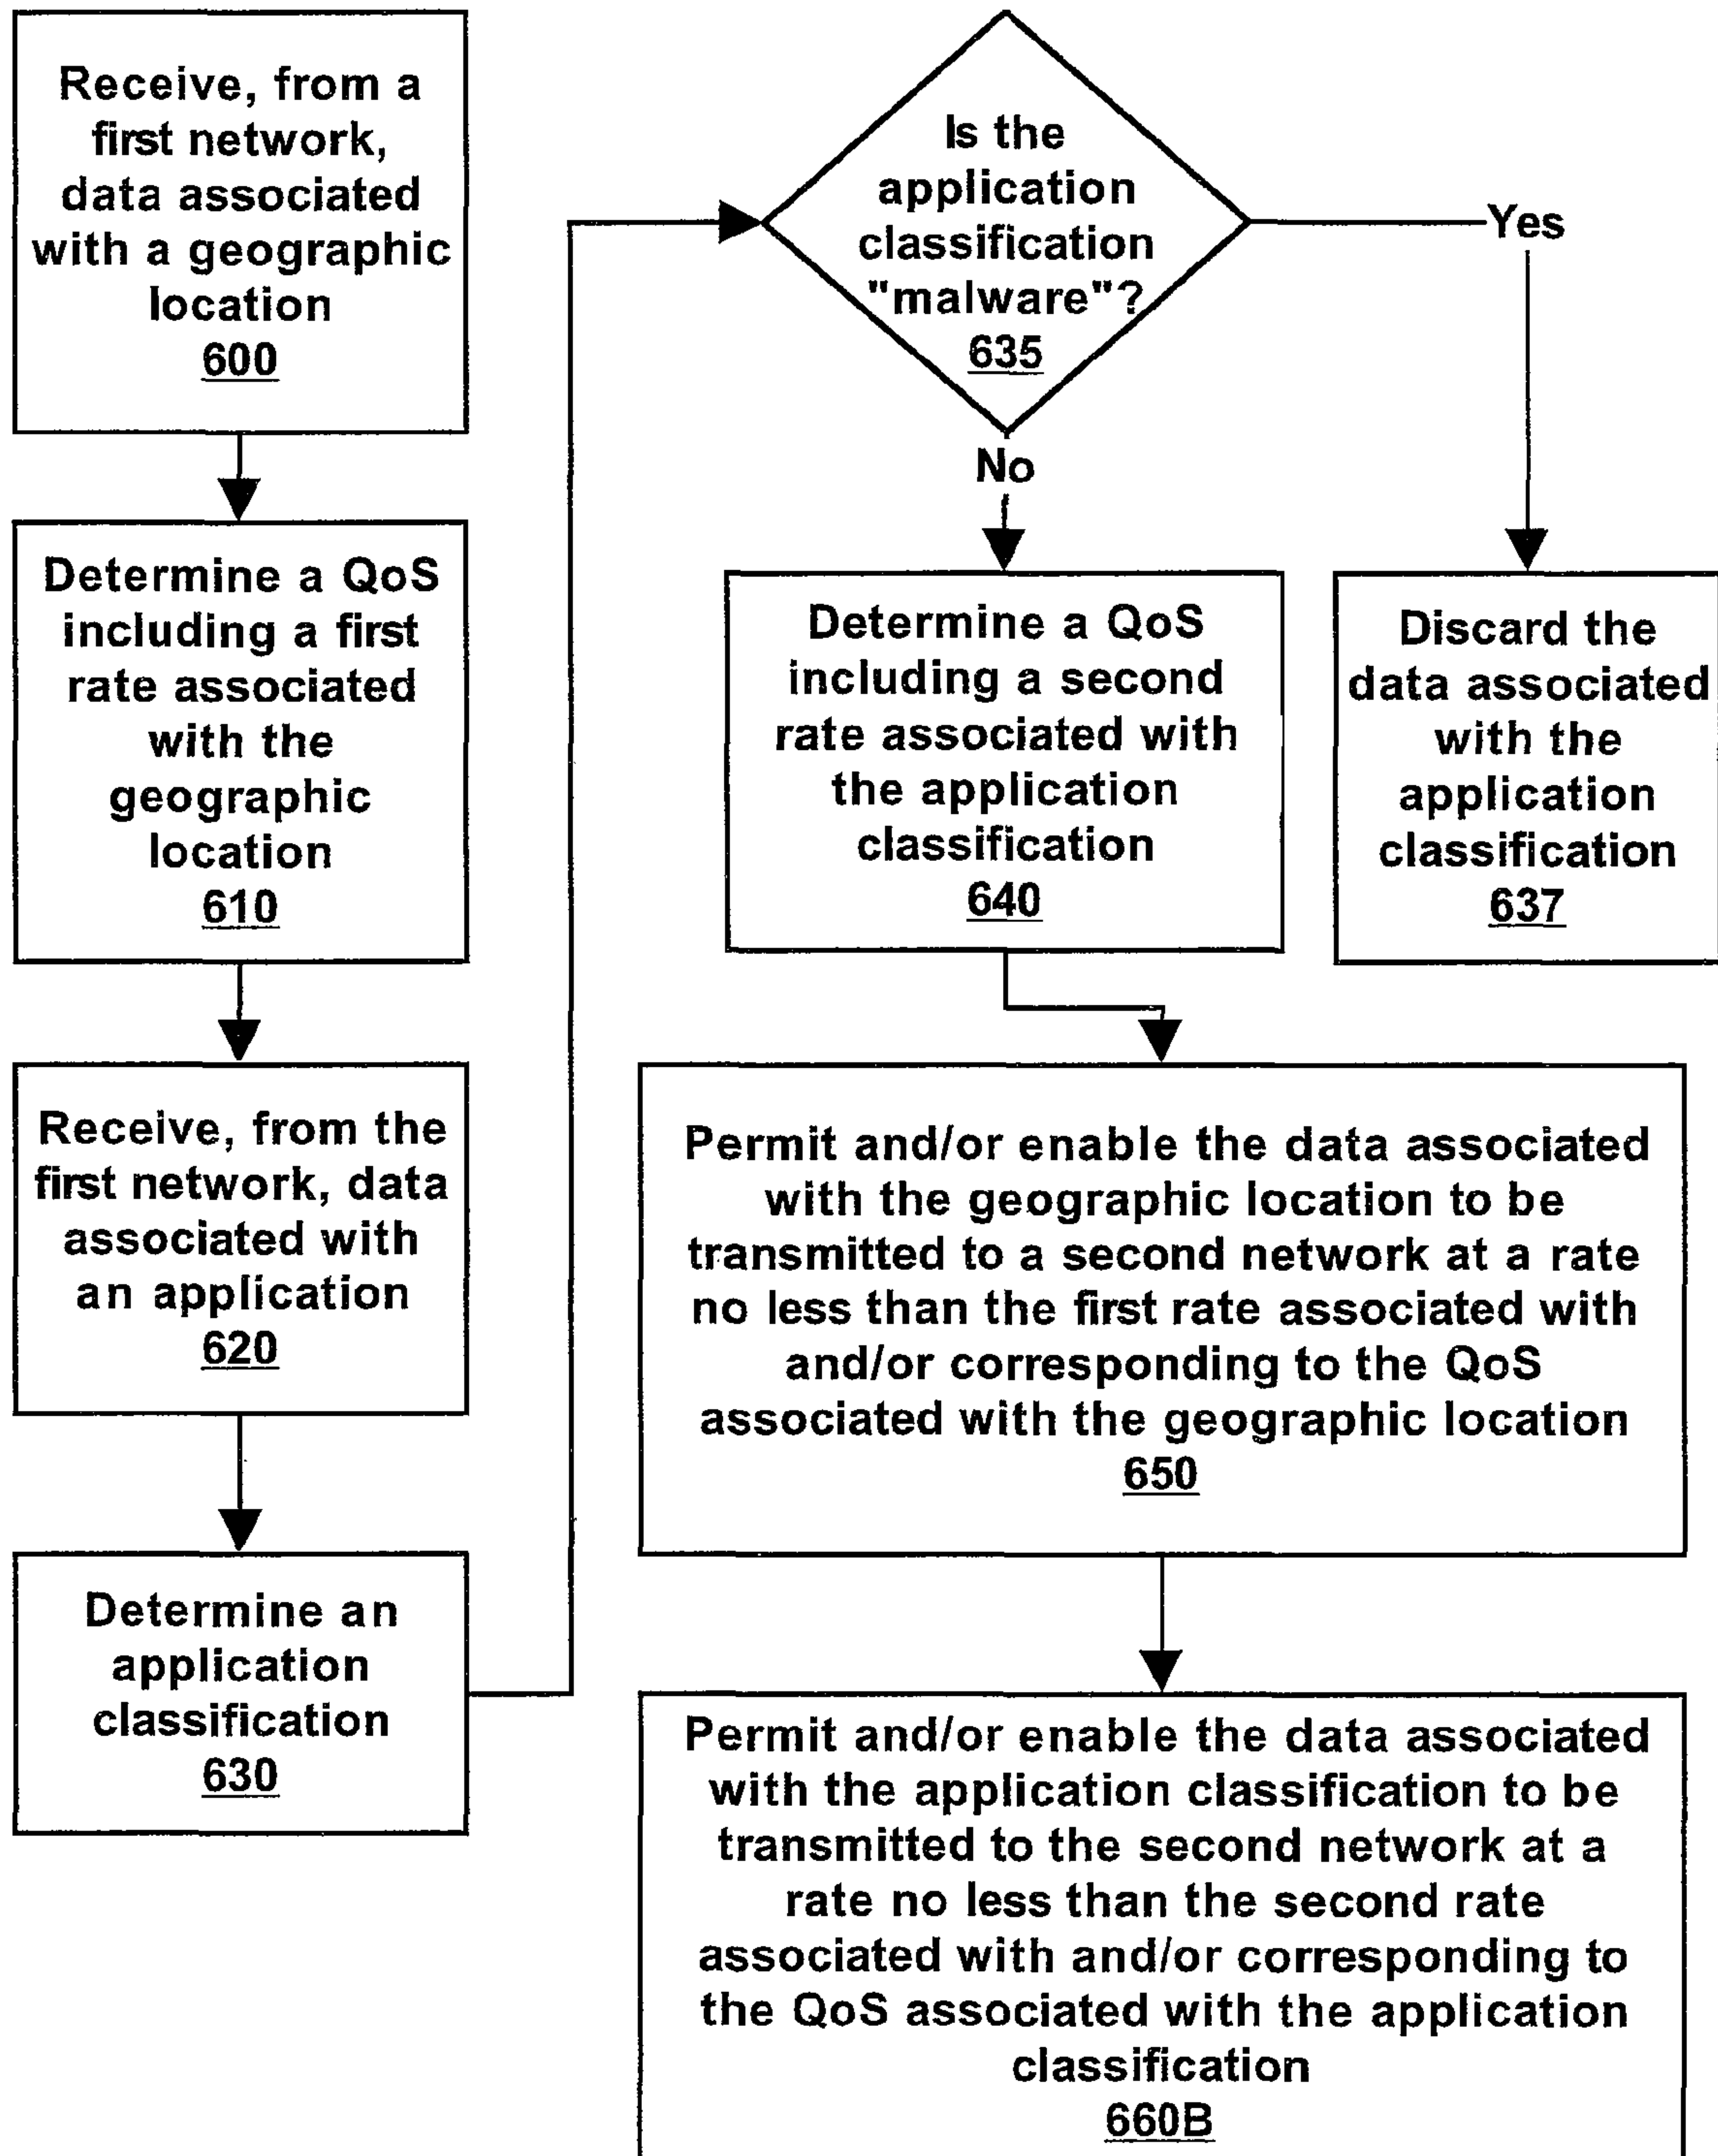 Receive, from a
first network,
data associated
with a geographic
location
600
Determine a QoS
including a first
rate associated
with the
geographic
location
610
Receive, from the
first network, data
associated with
an application
620
Determine an
application
classification
630
Is the
application
classification
"malware"?
635
Yes
No
Determine a QoS
including a second
rate associated with
the application
classification
640
Discard the
data associated
with the
application
classification
637
Permit and/or enable the data associated
with the geographic location to be
transmitted to a second network at a rate
no less than the first rate associated with
and/or corresponding to the QoS
associated with the geographic location
650
Permit and/or enable the data associated
with the application classification to be
transmitted to the second network at a
rate no less than the second rate
associated with and/or corresponding to
the QoS associated with the application
classification
660B